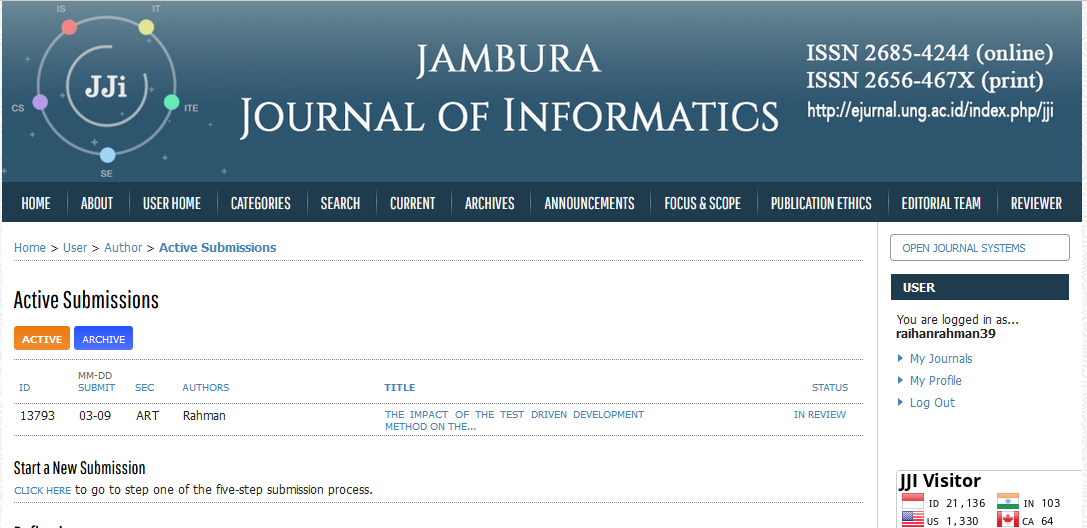 IS
IT
JJi
CS
ITE
SE
JAMBURA
JOURNAL OF INFORMATICS
ISSN 2685-4244 (online)
ISSN 2656-467X (print)
http://ejurnal.ung.ac.id/index.php/jji
HOME ABOUT USER HOME CATEGORIES SEARCH CURRENT ARCHIVES ANNOUNCEMENTS FOCUS & SCOPE PUBLICATION ETHICS EDITORIAL TEAM REVIEWER
Home > User > Author > Active Submissions
Active Submissions
ACTIVE ARCHIVE
MM-DD
ID SUBMIT SEC AUTHORS TITLE STATUS
13793 03-09 ART Rahman THE IMPACT OF THE TEST DRIVEN DEVELOPMENT IN REVIEW
METHOD ON THE...
Start a New Submission
CLICK HERE to go to step one of the five-step submission process.
OPEN JOURNAL SYSTEMS
USER
You are logged in as...
raihanrahman39
My Journals
My Profile
Log Out
JJI Visitor
ID 21,136 IN 103
US 1,330 CA 64